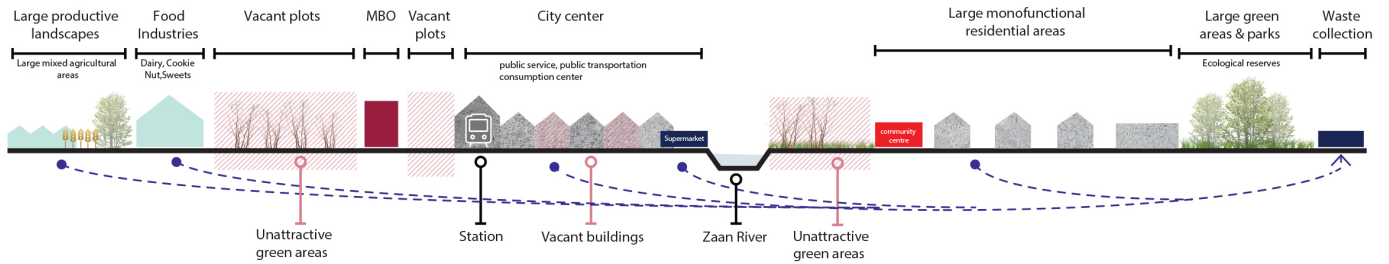 Large productive
landscapes
Food
Industries
Vacant plots
MBO
Vacant
plots
City center
Large monofunctional
residential areas
Large green
areas & parks
Waste
collection
Large mixed agricultural
areas
Dairy, Cookie
Nut,Sweets
public service, public transportation
consumption center
Ecological reserves
Supermarket
community
centre
Unattractive
green areas
Station
Vacant buildings
Zaan River
Unattractive
green areas